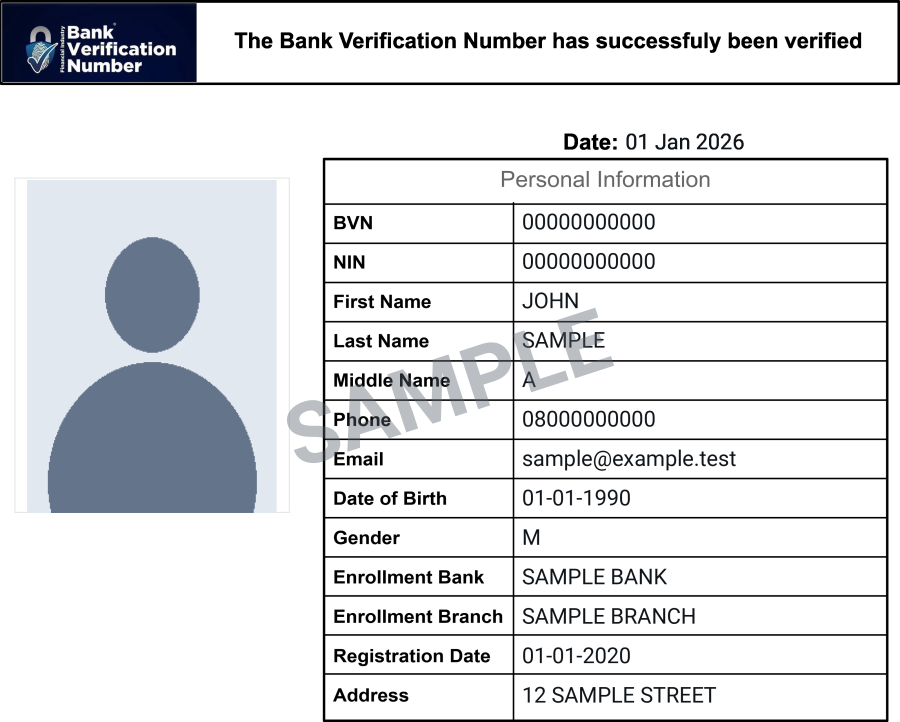 Bank
Verification
Number
Financial Industry
The Bank Verification Number has successfuly been verified
Date: 01 Jan 2026
Personal Information
BVN 00000000000
NIN 00000000000
First Name JOHN
Last Name SAMPLE
Middle Name A
Phone 08000000000
Email sample@example.test
Date of Birth 01-01-1990
Gender M
Enrollment Bank SAMPLE BANK
Enrollment Branch SAMPLE BRANCH
Registration Date 01-01-2020
Address 12 SAMPLE STREET
SAMPLE